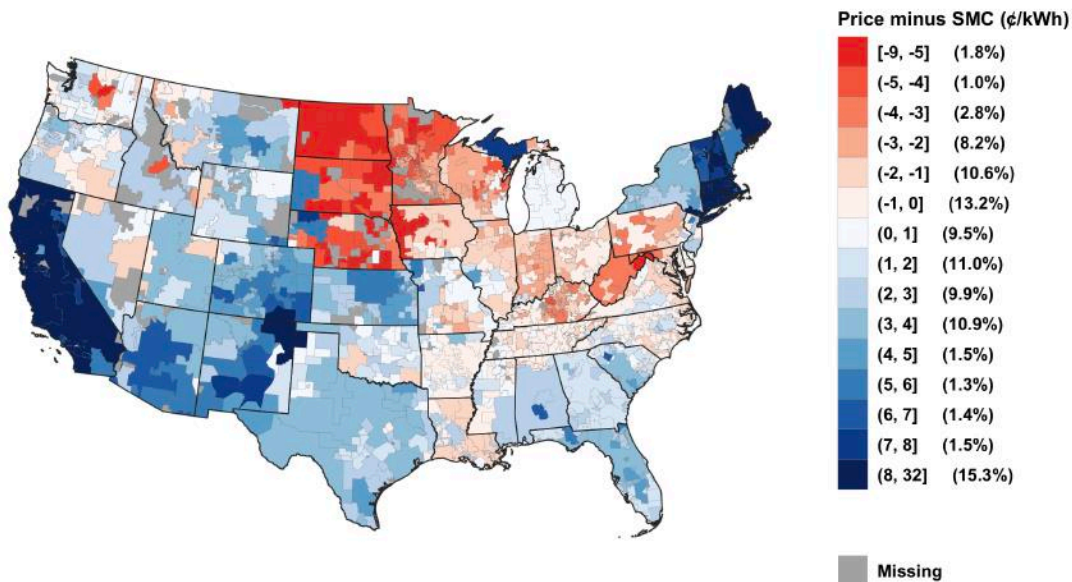 Price minus SMC (¢/kWh)
[-9, -5] (1.8%)
(-5, -4] (1.0%)
(-4, -3] (2.8%)
(-3, -2] (8.2%)
(-2, -1] (10.6%)
(-1, 0] (13.2%)
(0, 1] (9.5%)
(1, 2] (11.0%)
(2, 3] (9.9%)
(3, 4] (10.9%)
(4, 5] (1.5%)
(5, 6] (1.3%)
(6, 7] (1.4%)
(7, 8] (1.5%)
(8, 32] (15.3%)
Missing